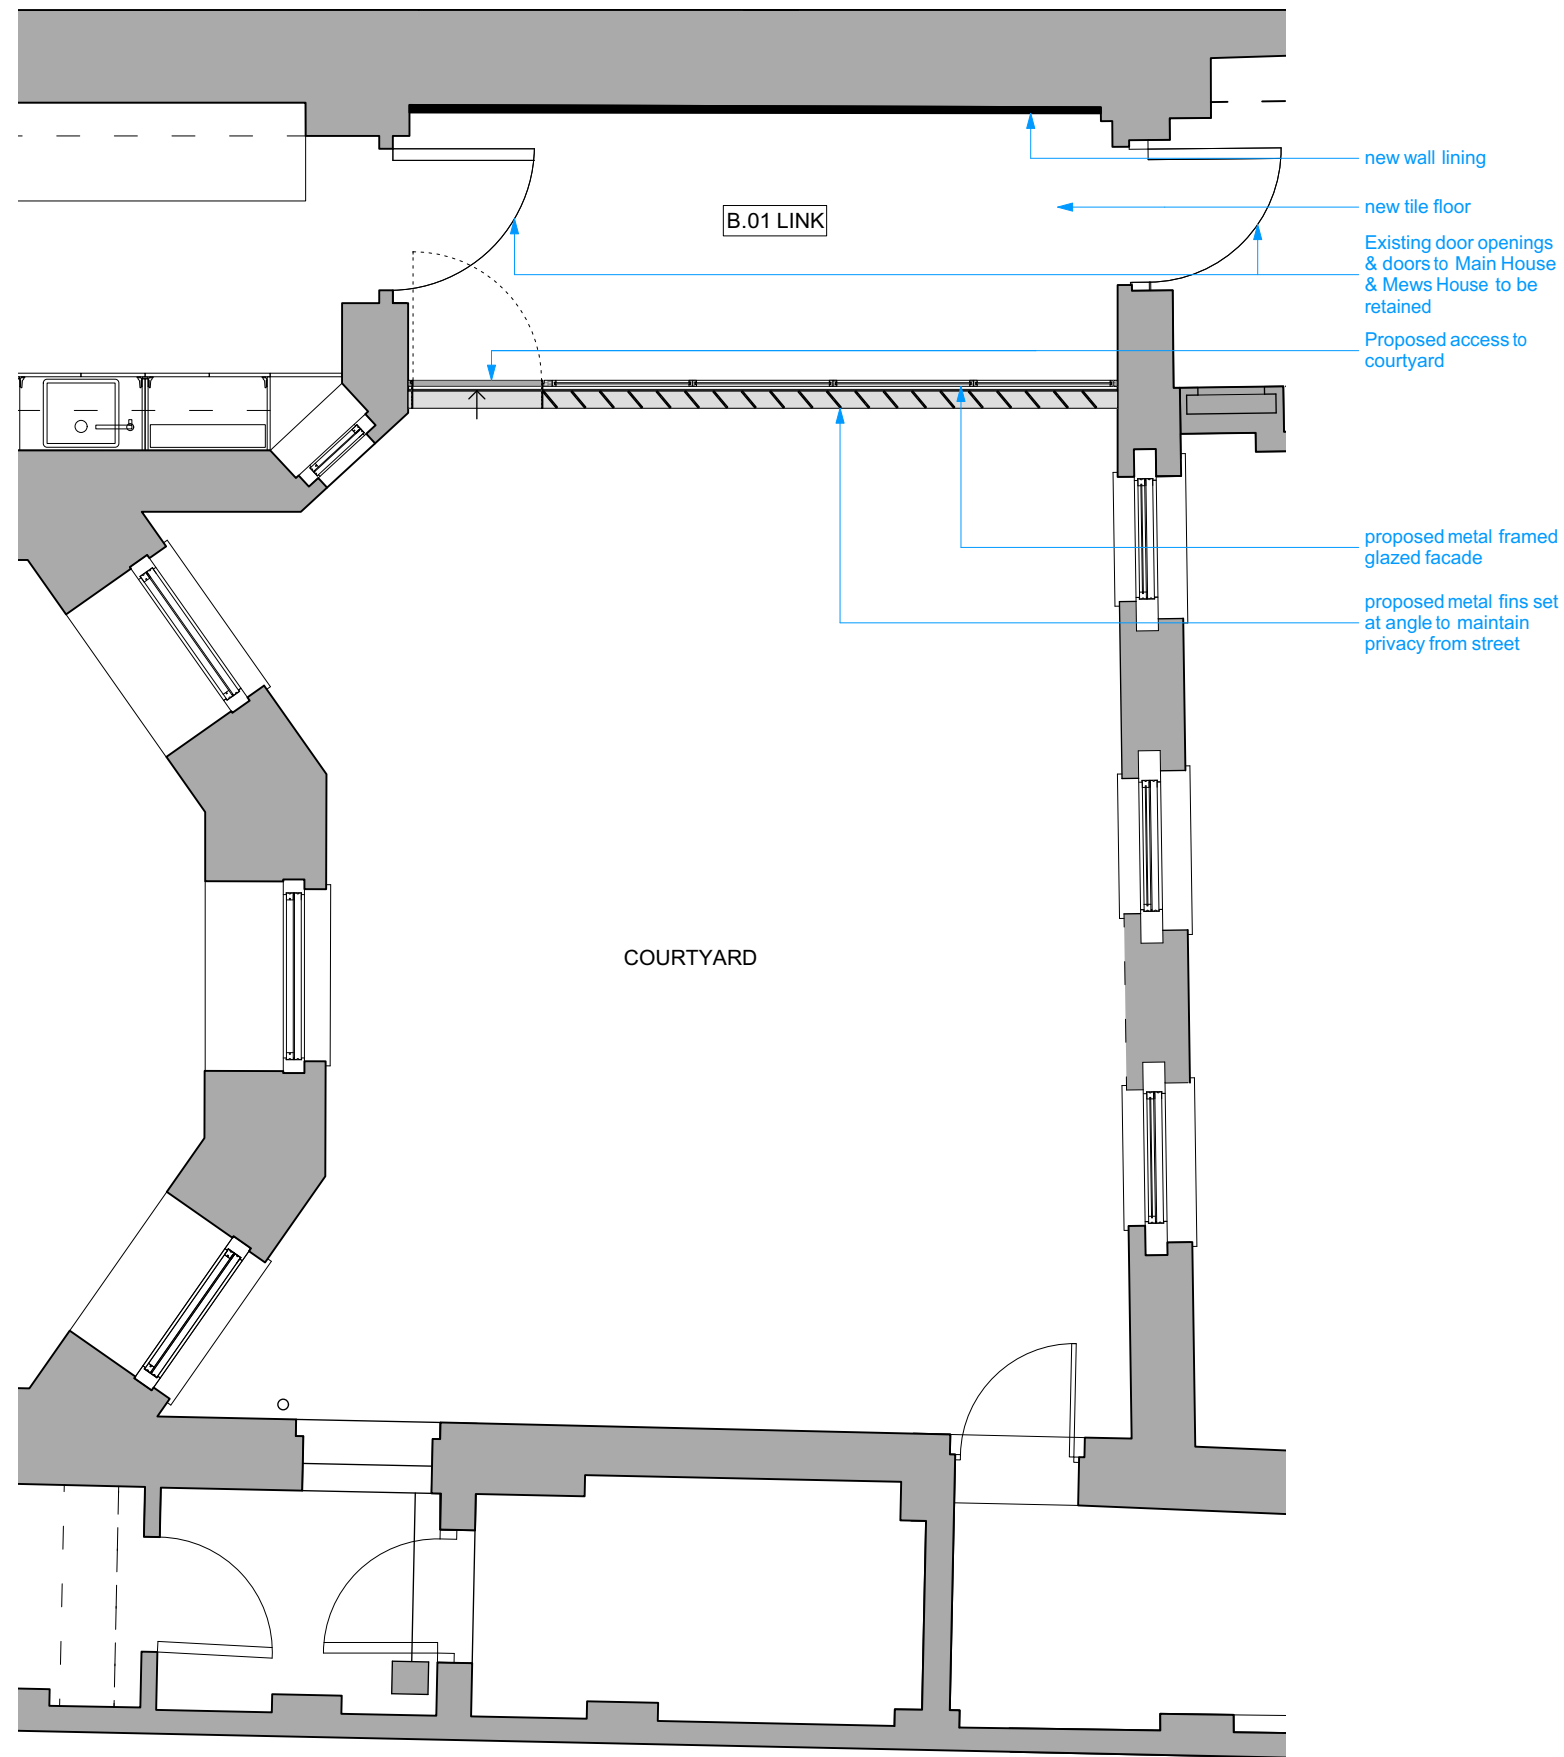 new wall lining
new tile floor
B.01 LINK
Existing door openings
& doors to Main House
& Mews House to be
retained
Proposed access to
courtyard
proposed metal framed
glazed facade
proposed metal fins set
at angle to maintain
privacy from street
COURTYARD